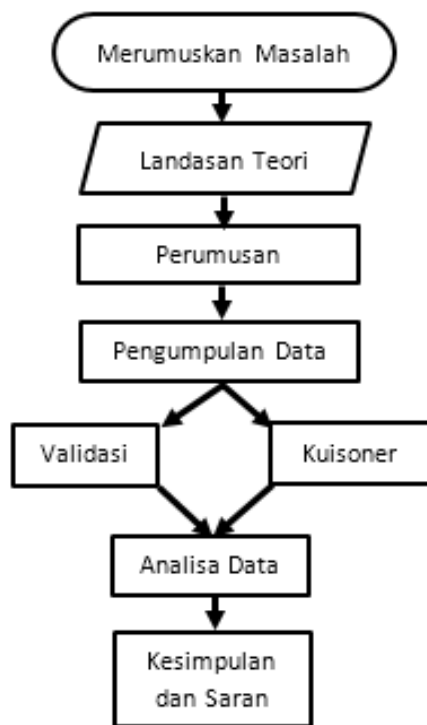 Merumuskan Masalah
Landasan Teori
Perumusan
Pengumpulan Data
Validasi
Kuisoner
Analisa Data
Kesimpulan
dan Saran